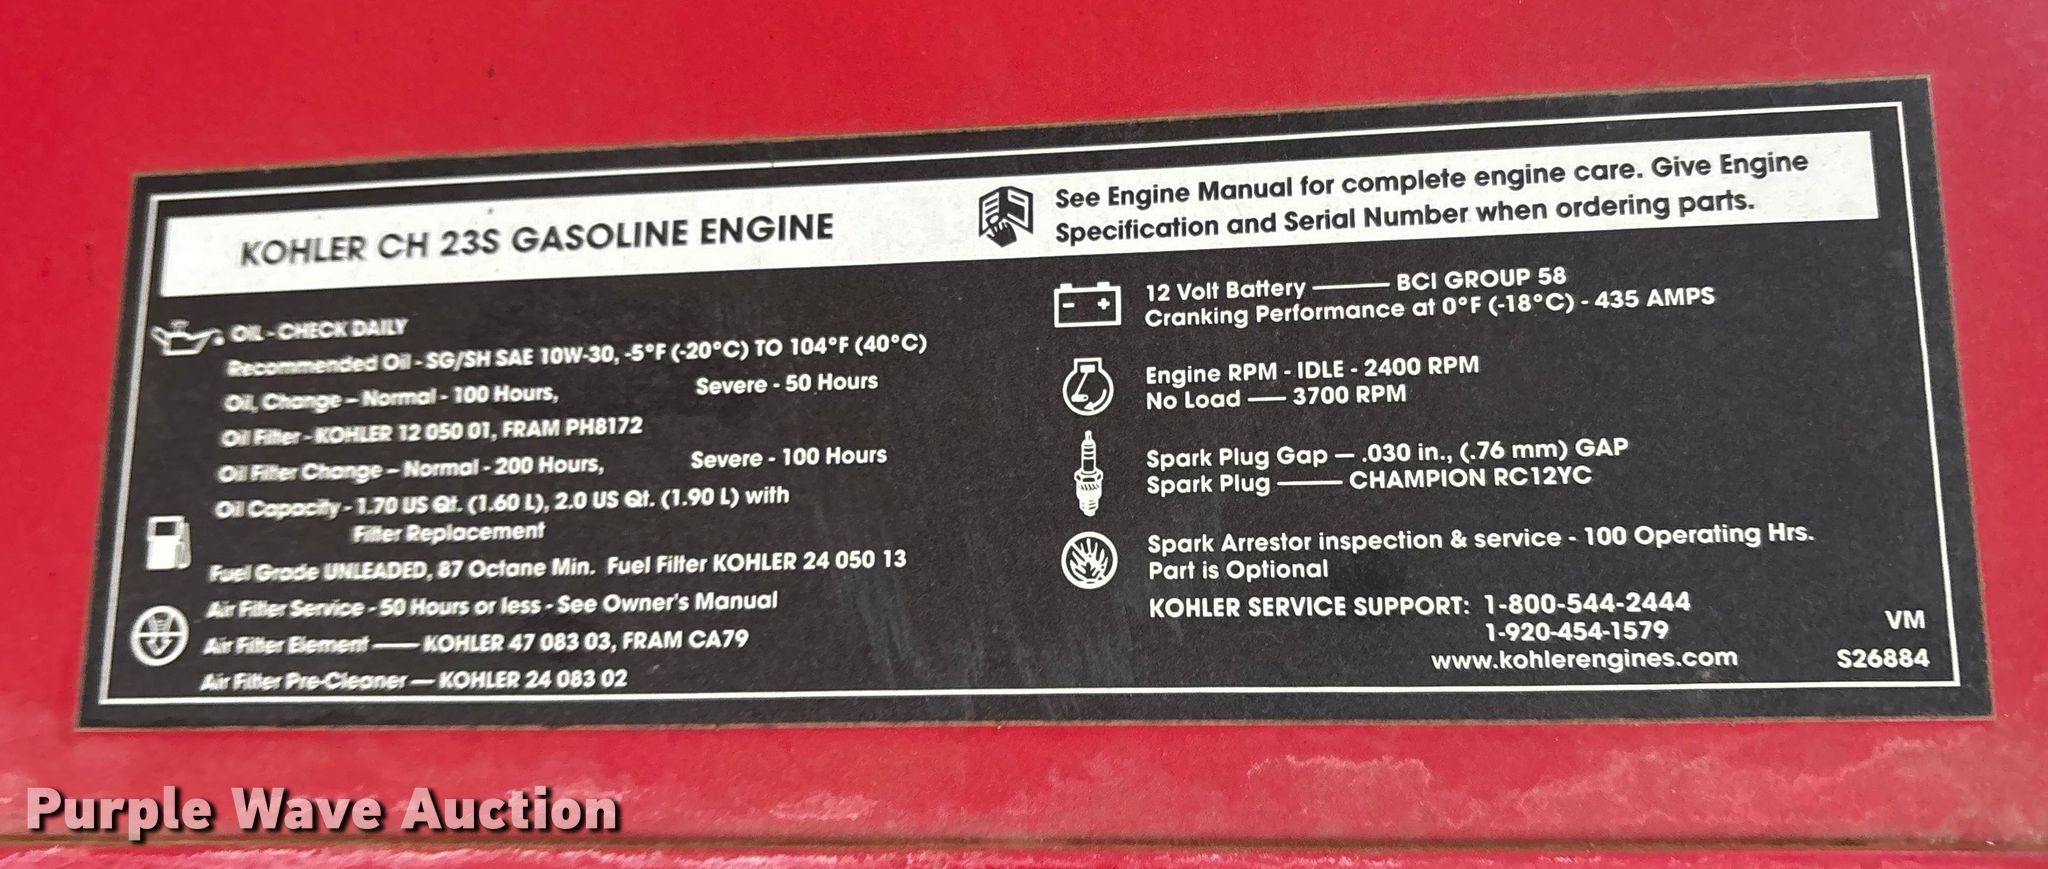 KOHLER CH 23S GASOLINE ENGINE
See Engine Manual for complete engine care. Give Engine
Specification and Serial Number when ordering parts.
OIL - CHECK DAILY
Recommended Oil - SG/SH SAE 10W-30, -5°F (-20°C) TO 104°F (40°C)
Oil, Change – Normal - 100 Hours, Severe - 50 Hours
Oil Filter - KOHLER 12 050 01, FRAM PH8172
Oil Filter Change – Normal - 200 Hours, Severe - 100 Hours
Oil Capacity - 1.70 US Qt. (1.60 L), 2.0 US Qt. (1.90 L) with
Filter Replacement
Fuel Grade UNLEADED, 87 Octane Min. Fuel Filter KOHLER 24 050 13
Air Filter Service - 50 Hours or less - See Owner's Manual
Air Filter Element —— KOHLER 47 083 03, FRAM CA79
Air Filter Pre-Cleaner — KOHLER 24 083 02
12 Volt Battery ——— BCI GROUP 58
Cranking Performance at 0°F (-18°C) - 435 AMPS
Engine RPM - IDLE - 2400 RPM
No Load —— 3700 RPM
Spark Plug Gap — .030 in., (.76 mm) GAP
Spark Plug ——— CHAMPION RC12YC
Spark Arrestor inspection & service - 100 Operating Hrs.
Part is Optional
KOHLER SERVICE SUPPORT: 1-800-544-2444
1-920-454-1579
www.kohlerengines.com
VM
S26884
Purple Wave Auction